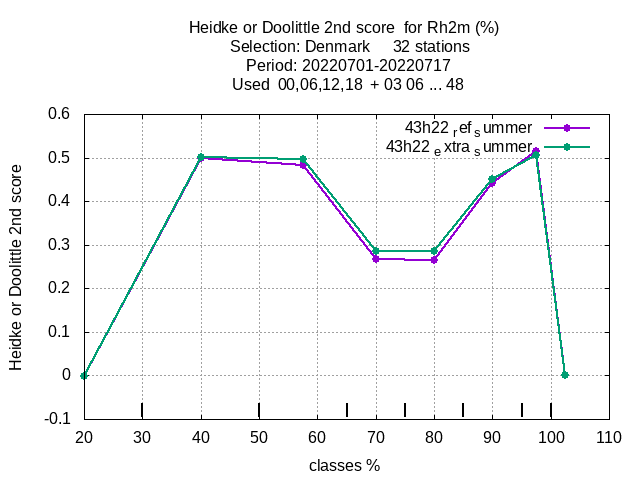 Heidke or Doolittle 2nd score for Rh2m (%)
Selection: Denmark 32 stations
Period: 20220701-20220717
Used 00,06,12,18 + 03 06 ... 48
43h22refsummer
43h22extrasummer
Heidke or Doolittle 2nd score
0.6
0.5
0.4
0.3
0.2
0.1
0
-0.1
20 30 40 50 60 70 80 90 100 110
classes %